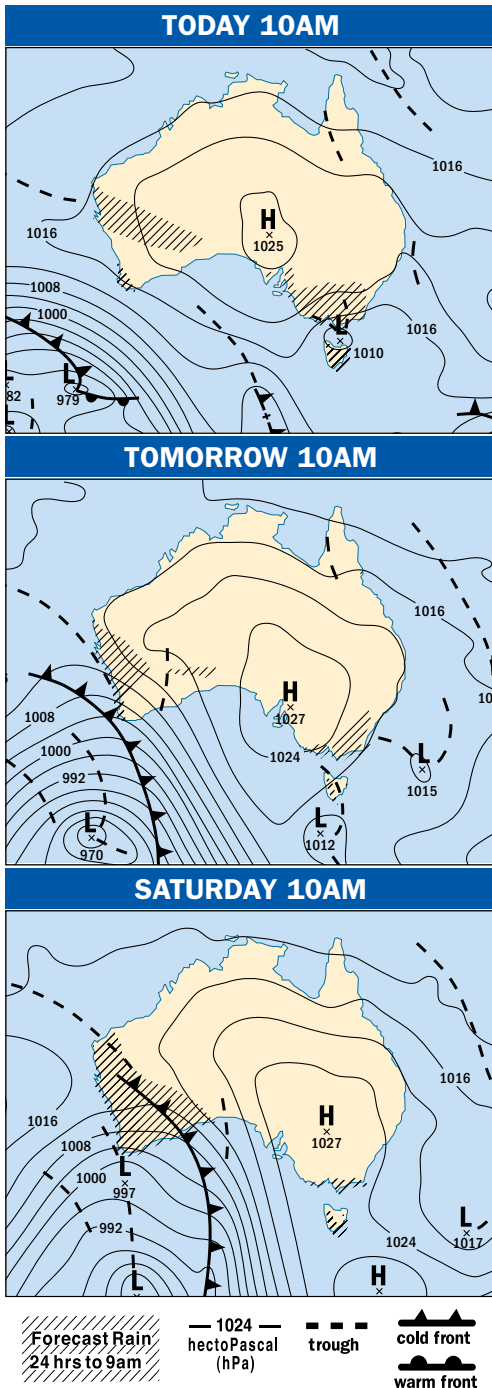 TODAY 10AM
1016
H
1025
1016
1008
1000
1016
L
1010
L
L
979
82
L
TOMORROW 10AM
1016
H
1027
10
1008
1000
1024
L
992
1015
L
L
970
1012
SATURDAY 10AM
1016
1016
H
1027
1008
L
1000
997
L
1017
992
1024
H
L
Forecast Rain
24 hrs to 9am
1024
hectoPascal
(hPa)
trough
cold front
warm front